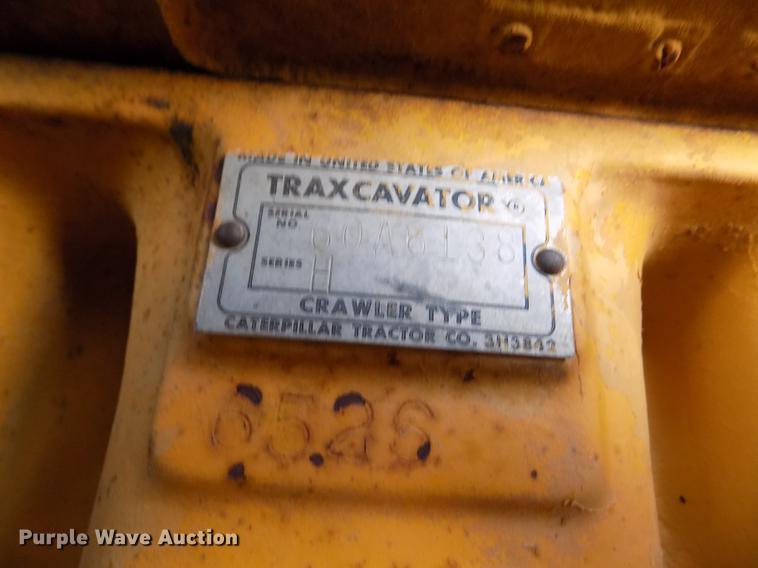 MADE IN UNITED STATES OF AMERICA
TRAXCAVATOR ®
SERIAL NO 60A8138
SERIES H
CRAWLER TYPE
CATERPILLAR TRACTOR CO. 3H3842
6526
Purple Wave Auction®